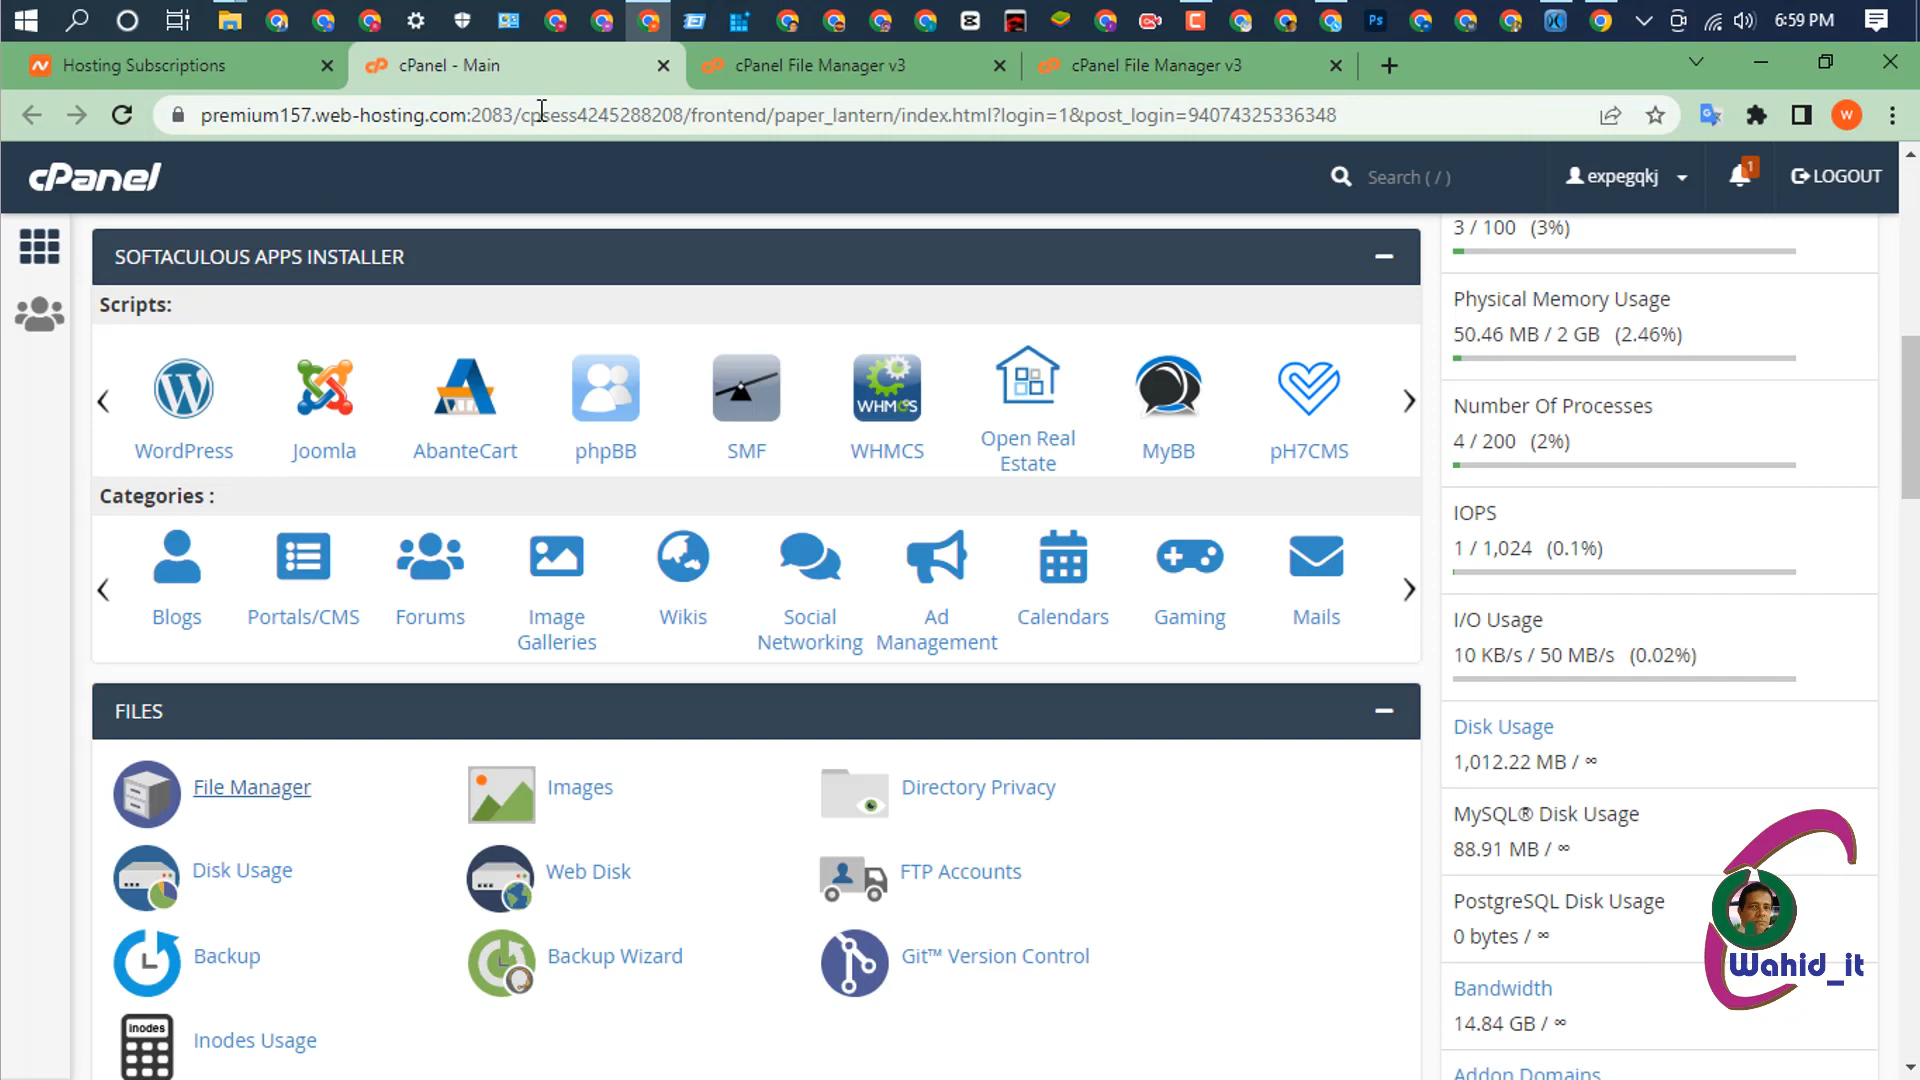 6:59 PM
Hosting Subscriptions
cPanel - Main
cPanel File Manager v3
cPanel File Manager v3
premium157.web-hosting.com:2083/cpsess4245288208/frontend/paper_lantern/index.html?login=1&post_login=94074325336348
W
cPanel
Search ( / )
expegqkj
1
LOGOUT
SOFTACULOUS APPS INSTALLER
Scripts:
WHMCS
WordPress
Joomla
AbanteCart
phpBB
SMF
WHMCS
Open Real
Estate
MyBB
pH7CMS
Categories :
Blogs
Portals/CMS
Forums
Image
Galleries
Wikis
Social
Networking
Ad
Management
Calendars
Gaming
Mails
FILES
File Manager
Images
Directory Privacy
Disk Usage
Web Disk
FTP Accounts
Backup
Backup Wizard
Git™ Version Control
inodes
Inodes Usage
3 / 100 (3%)
Physical Memory Usage
50.46 MB / 2 GB (2.46%)
Number Of Processes
4 / 200 (2%)
IOPS
1 / 1,024 (0.1%)
I/O Usage
10 KB/s / 50 MB/s (0.02%)
Disk Usage
1,012.22 MB / ∞
MySQL® Disk Usage
88.91 MB / ∞
PostgreSQL Disk Usage
0 bytes / ∞
Bandwidth
14.84 GB / ∞
Addon Domains
Wahid_it